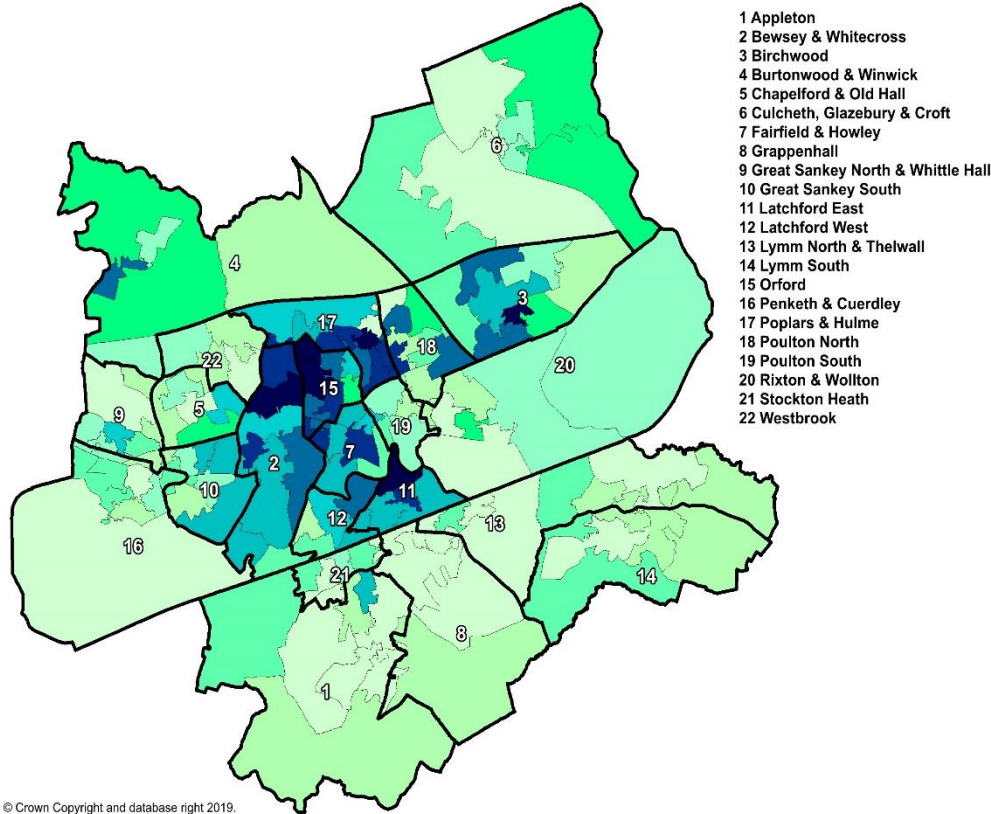 1 Appleton
2 Bewsey & Whitecross
3 Birchwood
4 Burtonwood & Winwick
5 Chapelford & Old Hall
6 Culcheth, Glazebury & Croft
7 Fairfield & Howley
8 Grappenhall
9 Great Sankey North & Whittle Hall
10 Great Sankey South
11 Latchford East
12 Latchford West
13 Lymm North & Thelwall
14 Lymm South
15 Orford
16 Penketh & Cuerdley
17 Poplars & Hulme
18 Poulton North
19 Poulton South
20 Rixton & Wollton
21 Stockton Heath
22 Westbrook
6
4
3
17
18
20
22
15
9
5
19
2
7
10
11
12
13
16
21
14
8
1
© Crown Copyright and database right 2019.